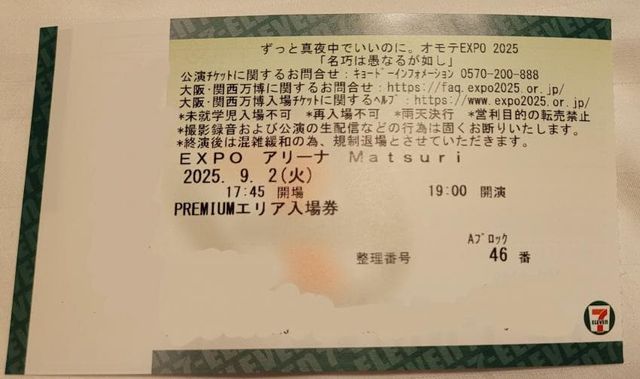 ずっと真夜中でいいのに。オモテEXPO 2025
「名巧は愚なるが如し」
公演チケットに関するお問合せ:キョードーインフォメーション 0570-200-888
大阪・関西万博に関するお問合せ:https://faq.expo2025.or.jp/
大阪・関西万博入場チケットに関するヘルプ:https://www.expo2025.or.jp/
*未就学児入場不可 *再入場不可 *雨天決行 *営利目的の転売禁止
*撮影録音および公演の生配信などの行為は固くお断りいたします。
*終演後は混雑緩和の為、規制退場とさせていただきます。
EXPO アリーナ Matsuri
2025. 9. 2(火)
17:45 開場 19:00 開演
PREMIUMエリア入場券
Aブロック
整理番号 46 番
7
ELEVEn
7-ELEVEn